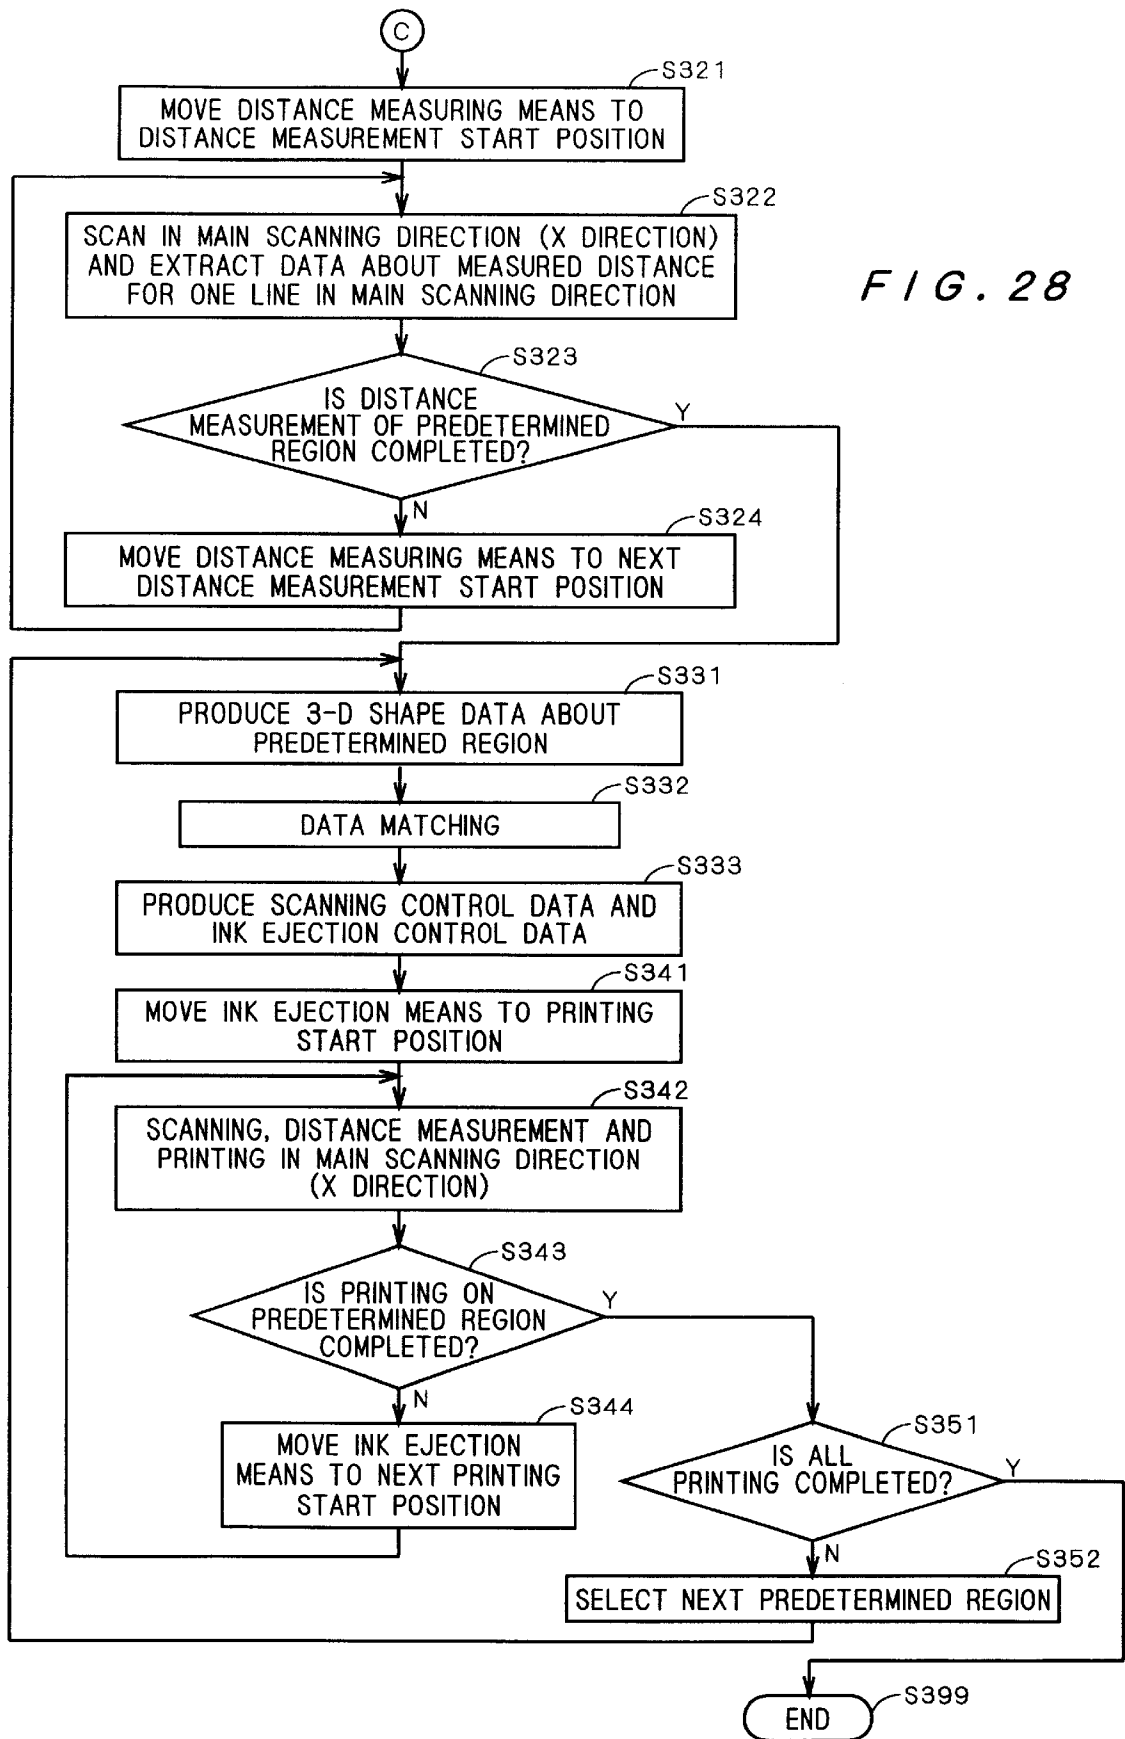 C
S321
MOVE DISTANCE MEASURING MEANS TO
DISTANCE MEASUREMENT START POSITION
S322
SCAN IN MAIN SCANNING DIRECTION (X DIRECTION)
AND EXTRACT DATA ABOUT MEASURED DISTANCE
FOR ONE LINE IN MAIN SCANNING DIRECTION
FIG. 28
S323
IS DISTANCE
MEASUREMENT OF PREDETERMINED
REGION COMPLETED?
Y
N
S324
MOVE DISTANCE MEASURING MEANS TO NEXT
DISTANCE MEASUREMENT START POSITION
S331
PRODUCE 3-D SHAPE DATA ABOUT
PREDETERMINED REGION
S332
DATA MATCHING
S333
PRODUCE SCANNING CONTROL DATA AND
INK EJECTION CONTROL DATA
S341
MOVE INK EJECTION MEANS TO PRINTING
START POSITION
S342
SCANNING, DISTANCE MEASUREMENT AND
PRINTING IN MAIN SCANNING DIRECTION
(X DIRECTION)
S343
IS PRINTING ON
PREDETERMINED REGION
COMPLETED?
Y
N
S344
MOVE INK EJECTION
MEANS TO NEXT PRINTING
START POSITION
S351
IS ALL
PRINTING COMPLETED?
Y
N
S352
SELECT NEXT PREDETERMINED REGION
S399
END